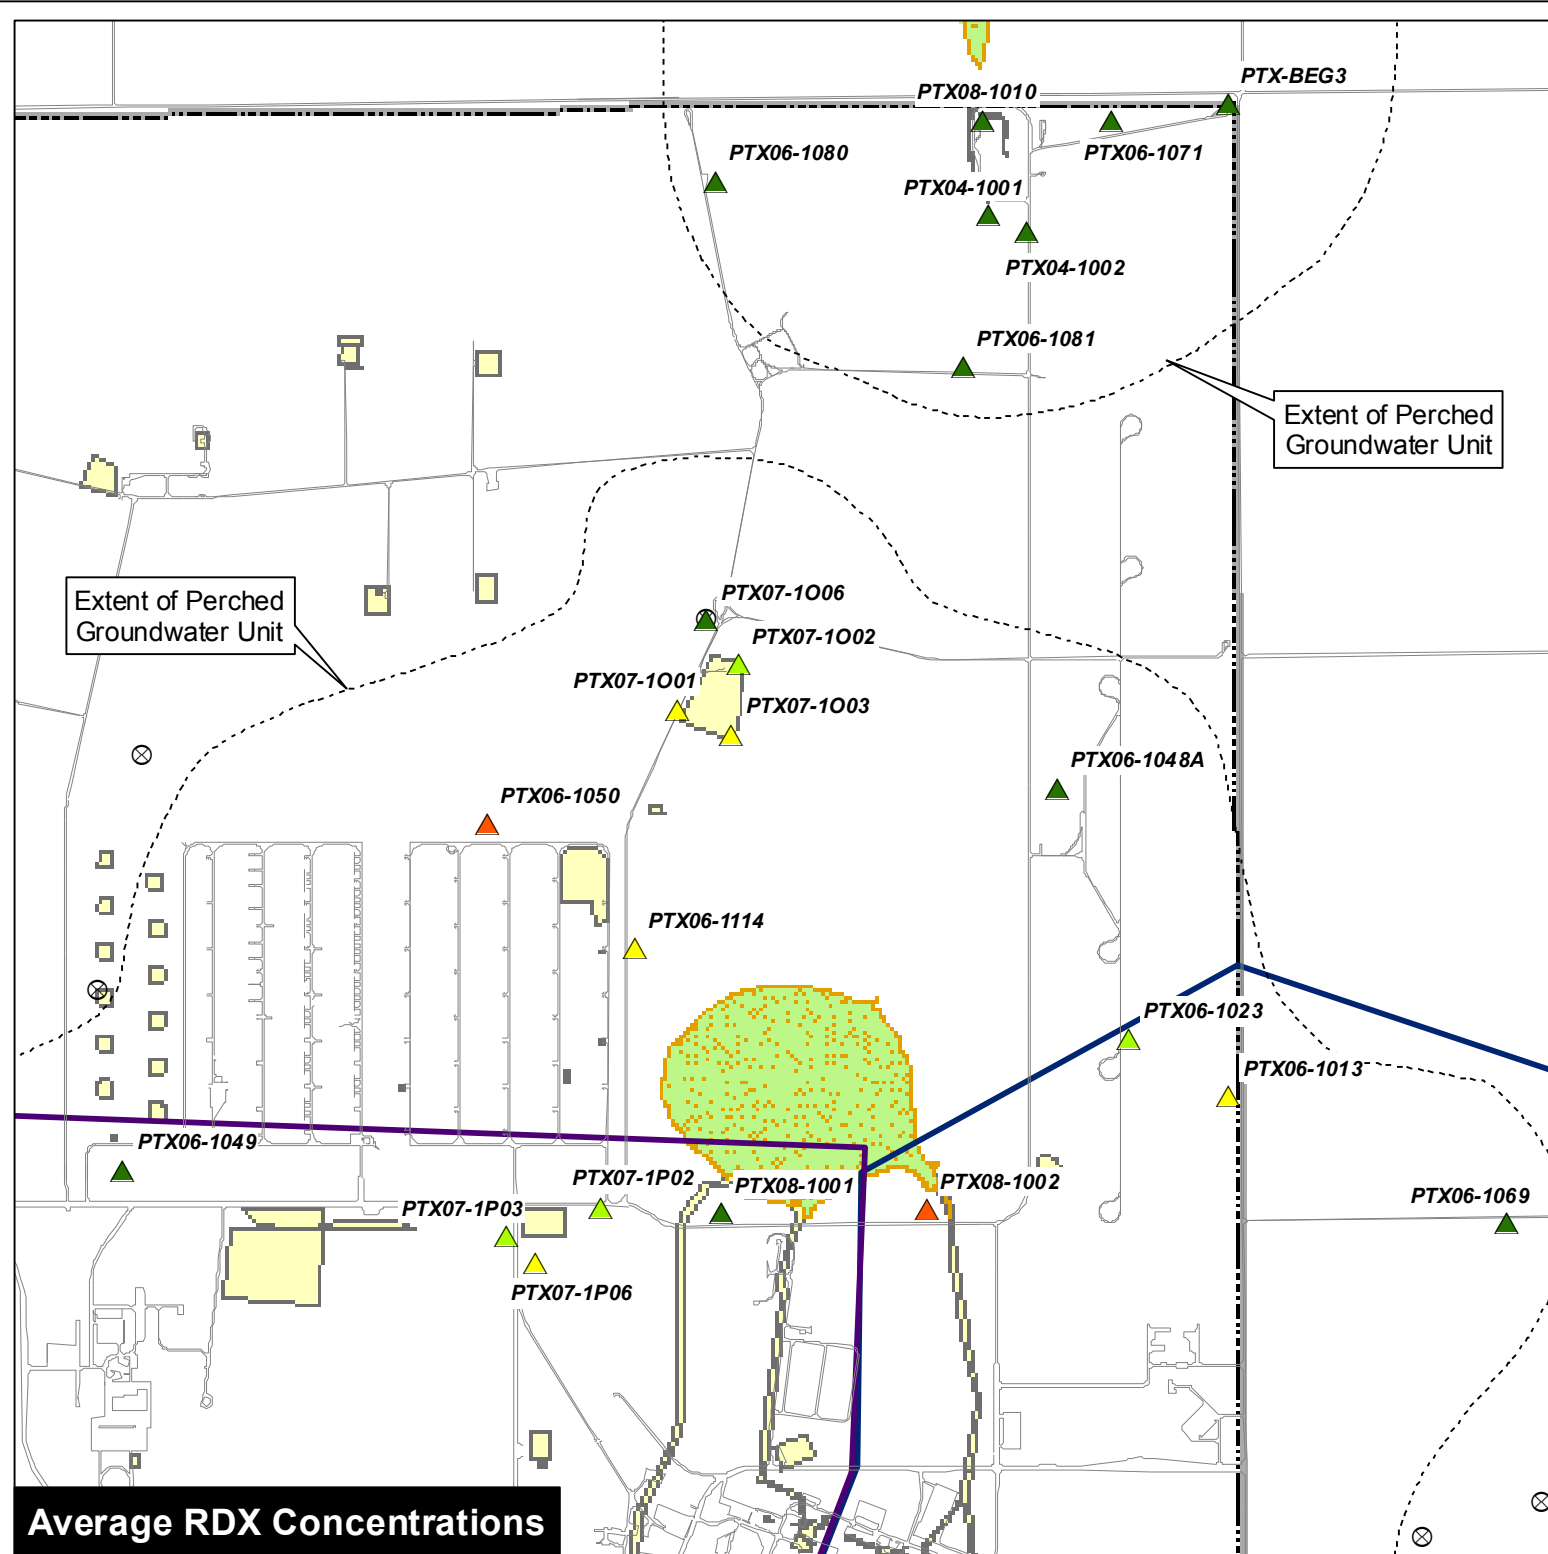 PTX-BEG3
PTX08-1010
PTX06-1080
PTX06-1071
PTX04-1001
PTX04-1002
PTX06-1081
Extent of Perched
Groundwater Unit
Extent of Perched
Groundwater Unit
PTX07-1O06
PTX07-1O02
PTX07-1O01
PTX07-1O03
PTX06-1048A
PTX06-1050
PTX06-1114
PTX06-1023
PTX06-1013
PTX06-1049
PTX07-1P02
PTX08-1001
PTX08-1002
PTX06-1069
PTX07-1P03
PTX07-1P06
Average RDX Concentrations